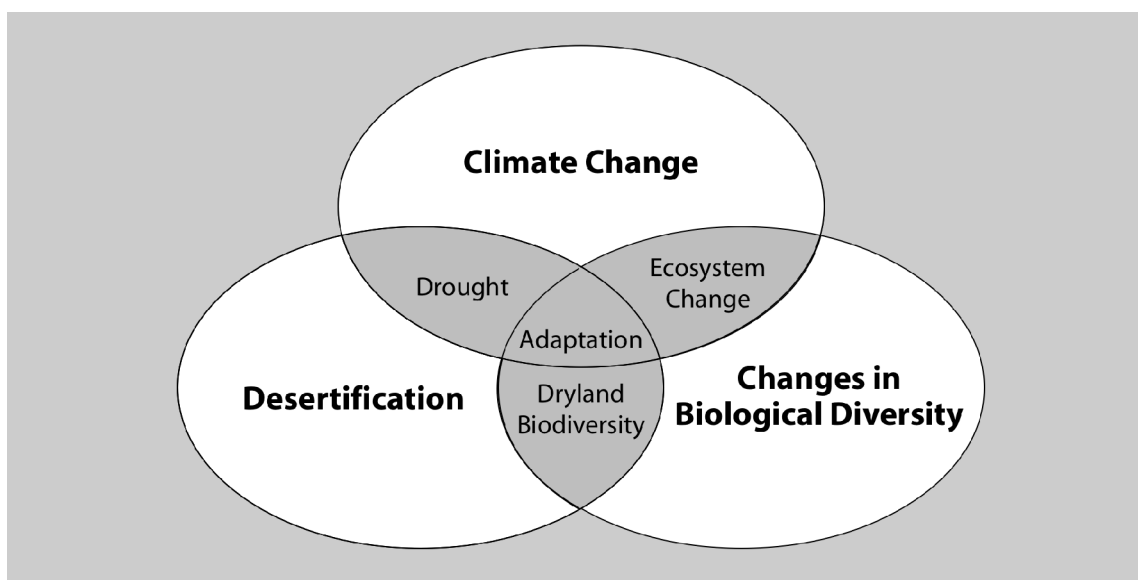 Climate Change
Drought
Ecosystem
Change
Adaptation
Desertification
Dryland
Biodiversity
Changes in
Biological Diversity